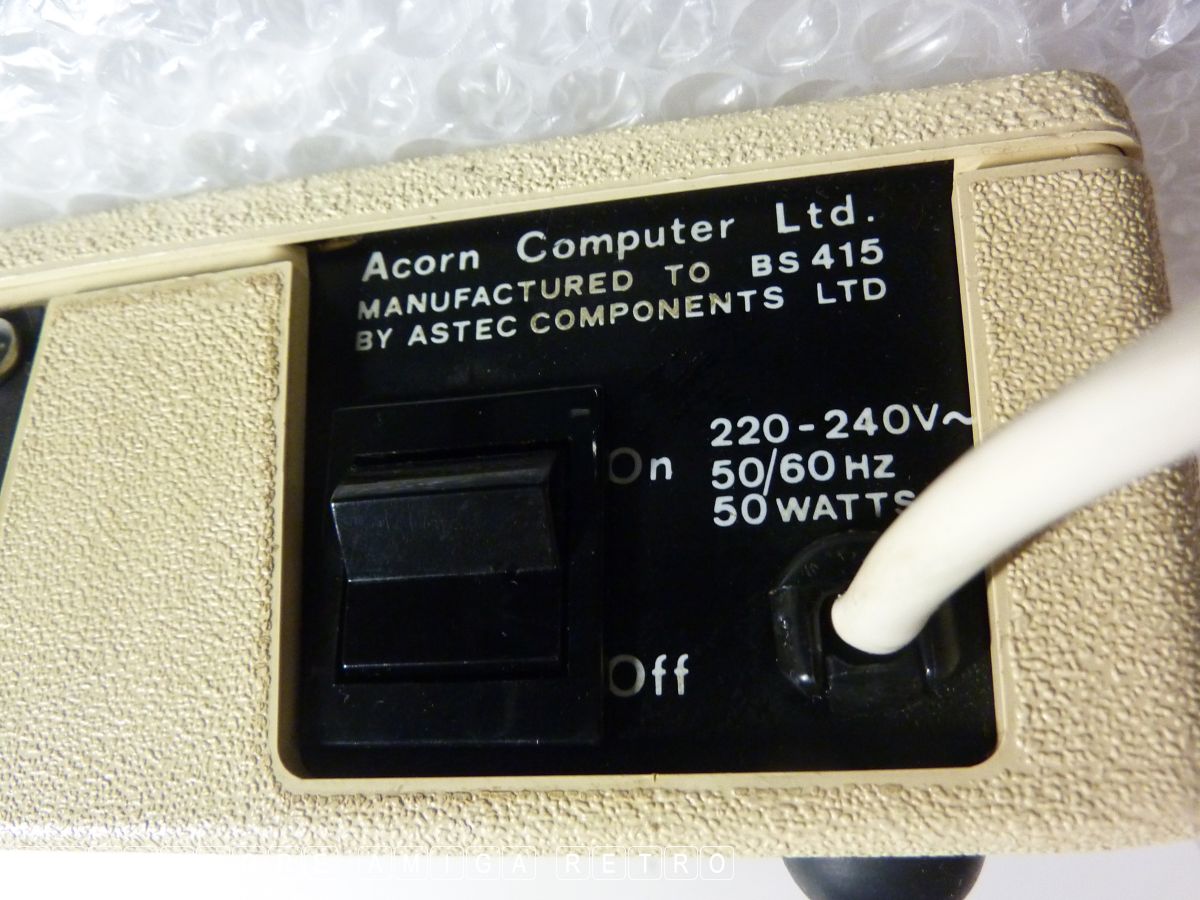 Acorn Computer Ltd.
MANUFACTURED TO BS 415
BY ASTEC COMPONENTS LTD
220-240V~
On
50/60 HZ
50 WATTS
Off
AMIGA RETRO